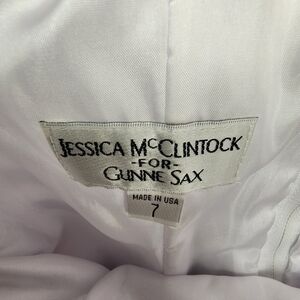 JESSICA MCCLINTOCK
-FOR-
GUNNE SAX
MADE IN USA
7